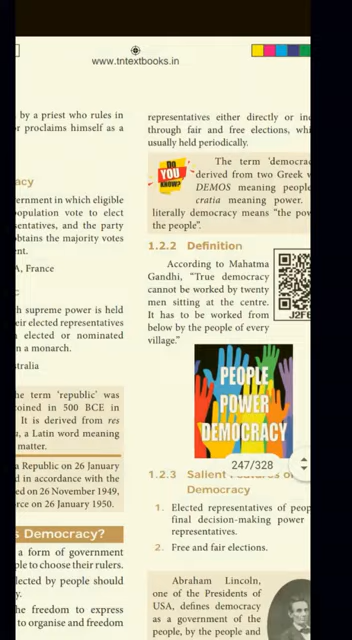 www.tntextbooks.in
by a priest who rules in
r proclaims himself as a
acy
ernment in which eligible
population vote to elect
sentatives, and the party
btains the majority votes
ent.
A, France
c
h supreme power is held
eir elected representatives
elected or nominated
n a monarch.
stralia
he term 'republic' was
oined in 500 BCE in
It is derived from res
a, a Latin word meaning
matter.
a Republic on 26 January
d in accordance with the
ed on 26 November 1949,
rce on 26 January 1950.
s Democracy?
a form of government
ple to choose their rulers.
lected by people should
y.
he freedom to express
to organise and freedom
representatives either directly or in
through fair and free elections, whi
usually held periodically.
Do
YOU
KNOW?
The term 'democra
derived from two Greek w
DEMOS meaning people
cratia meaning power.
literally democracy means "the pow
the people".
1.2.2 Definition
According to Mahatma
Gandhi, "True democracy
cannot be worked by twenty
men sitting at the centre.
It has to be worked from
below by the people of every
village."
J2F6
PEOPLE
POWER
DEMOCRACY
247/328
1.2.3 Salient Features of
Democracy
1. Elected representatives of peop
final decision-making power
representatives.
2. Free and fair elections.
Abraham Lincoln,
one of the Presidents of
USA, defines democracy
as a government of the
people, by the people and